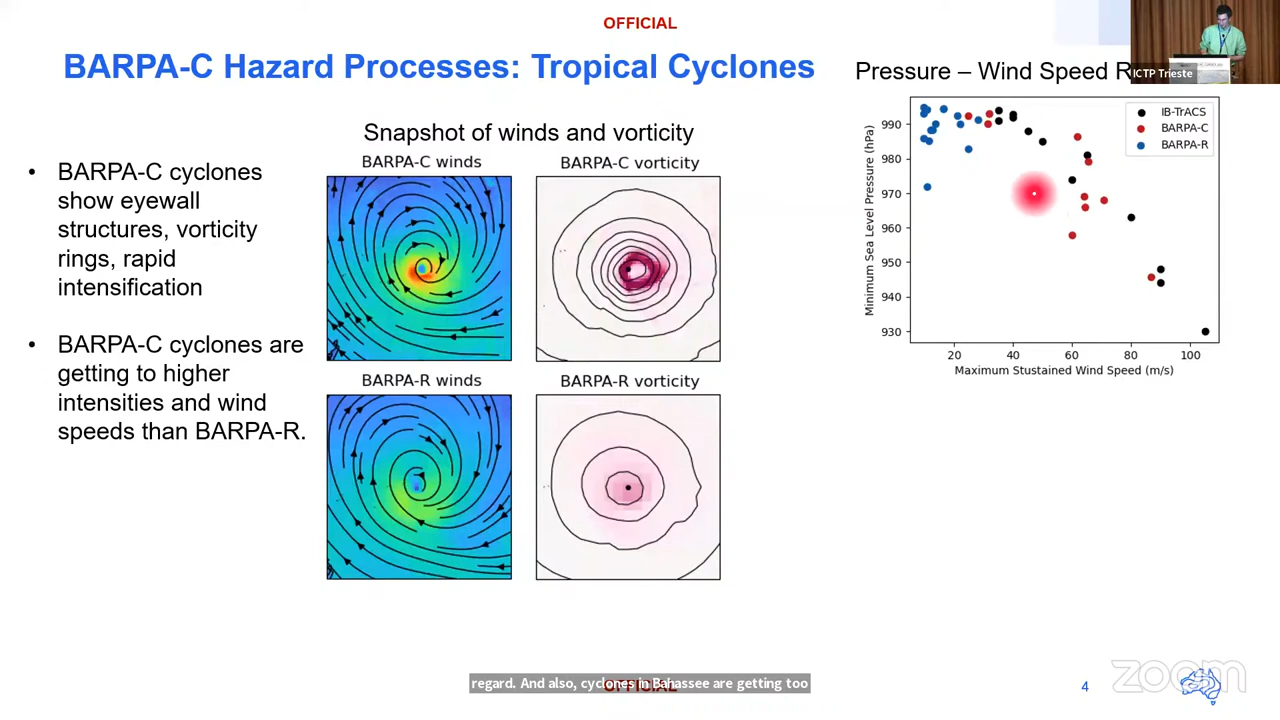 OFFICIAL
BARPA-C Hazard Processes: Tropical Cyclones
Pressure – Wind Speed R
ICTP Trieste
Snapshot of winds and vorticity
• BARPA-C cyclones
show eyewall
structures, vorticity
rings, rapid
intensification
• BARPA-C cyclones are
getting to higher
intensities and wind
speeds than BARPA-R.
BARPA-C winds
BARPA-C vorticity
BARPA-R winds
BARPA-R vorticity
IB-TrACS
BARPA-C
BARPA-R
Minimum Sea Level Pressure (hPa)
990
980
970
960
950
940
930
20 40 60 80 100
Maximum Stustained Wind Speed (m/s)
regard. And also, cyclones in Bahassee are getting too
OFFICIAL
4
zoom